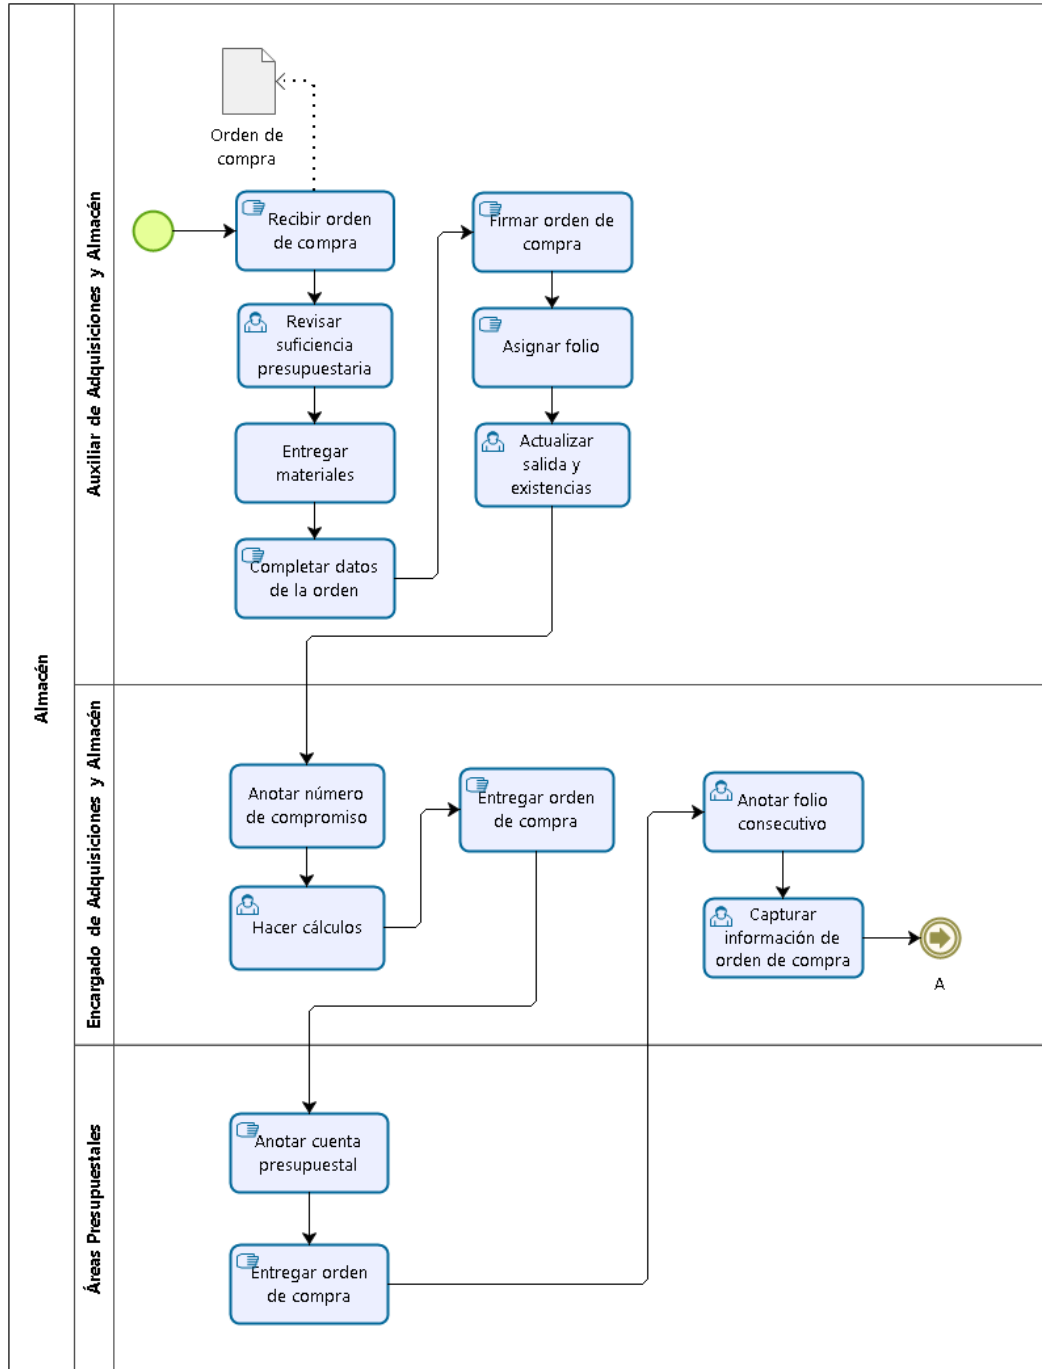 Almacén
Auxiliar de Adquisiciones y Almacén
Orden de
compra
Recibir orden
de compra
Revisar
suficiencia
presupuestaria
Entregar
materiales
Completar datos
de la orden
Firmar orden de
compra
Asignar folio
Actualizar
salida y
existencias
Encargado de Adquisiciones y Almacén
Anotar número
de compromiso
Hacer cálculos
Entregar orden
de compra
Anotar folio
consecutivo
Capturar
información de
orden de compra
A
Áreas Presupuestales
Anotar cuenta
presupuestal
Entregar orden
de compra